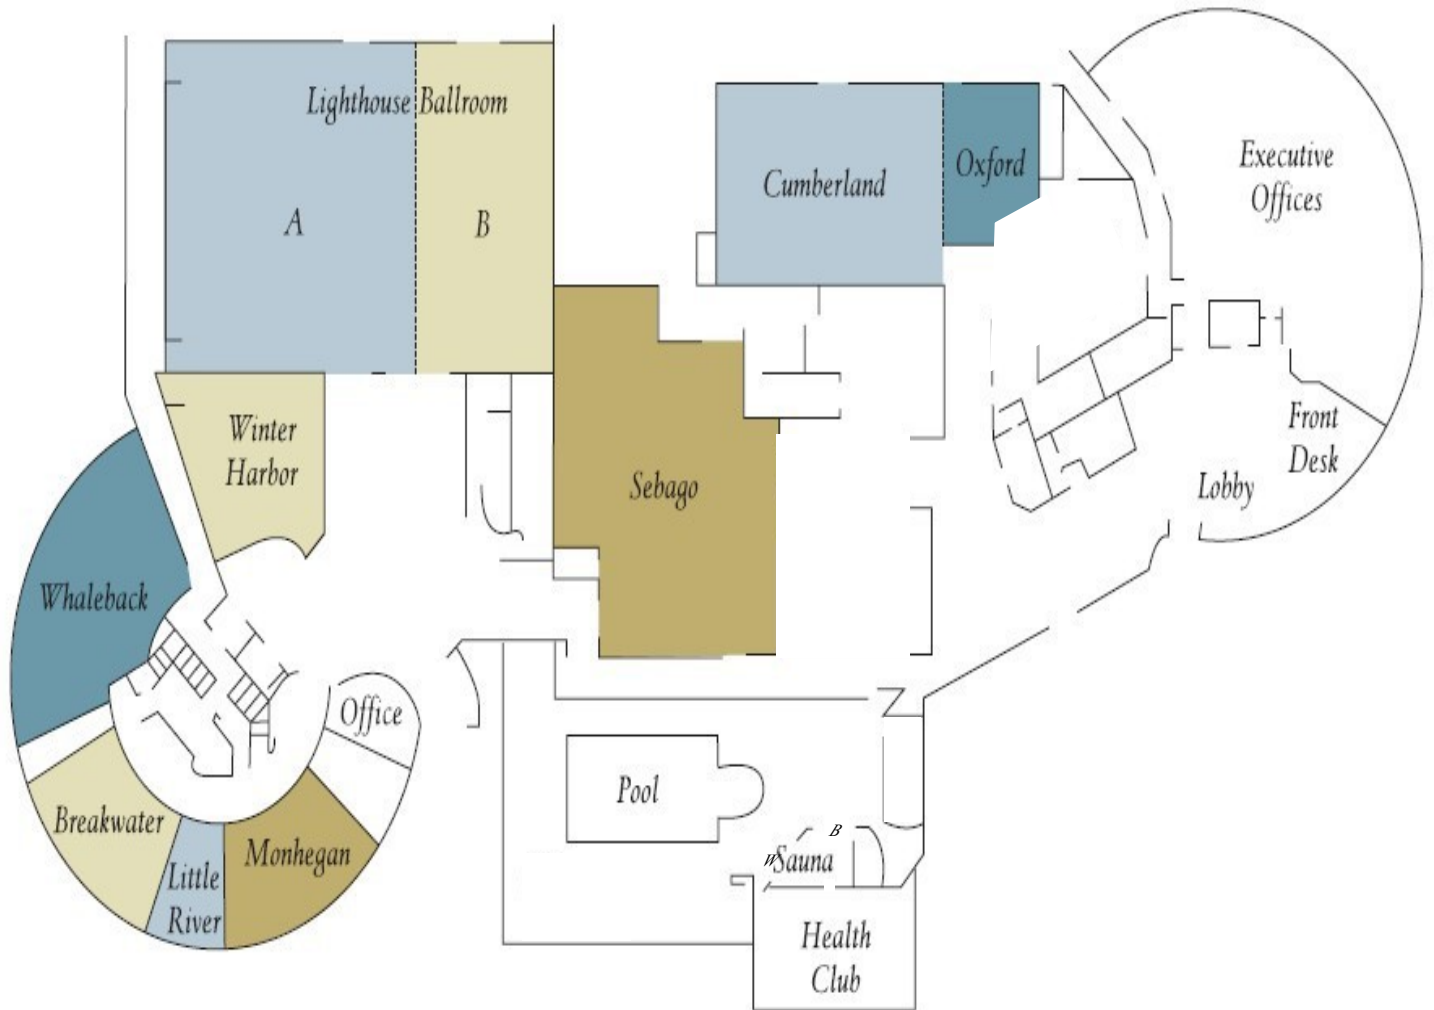 Lighthouse Ballroom
A
B
Cumberland
Oxford
Executive
Offices
Winter
Harbor
Sebago
Front
Desk
Lobby
Whaleback
Office
Pool
Breakwater
Little
River
Monhegan
B
W
Sauna
Health
Club